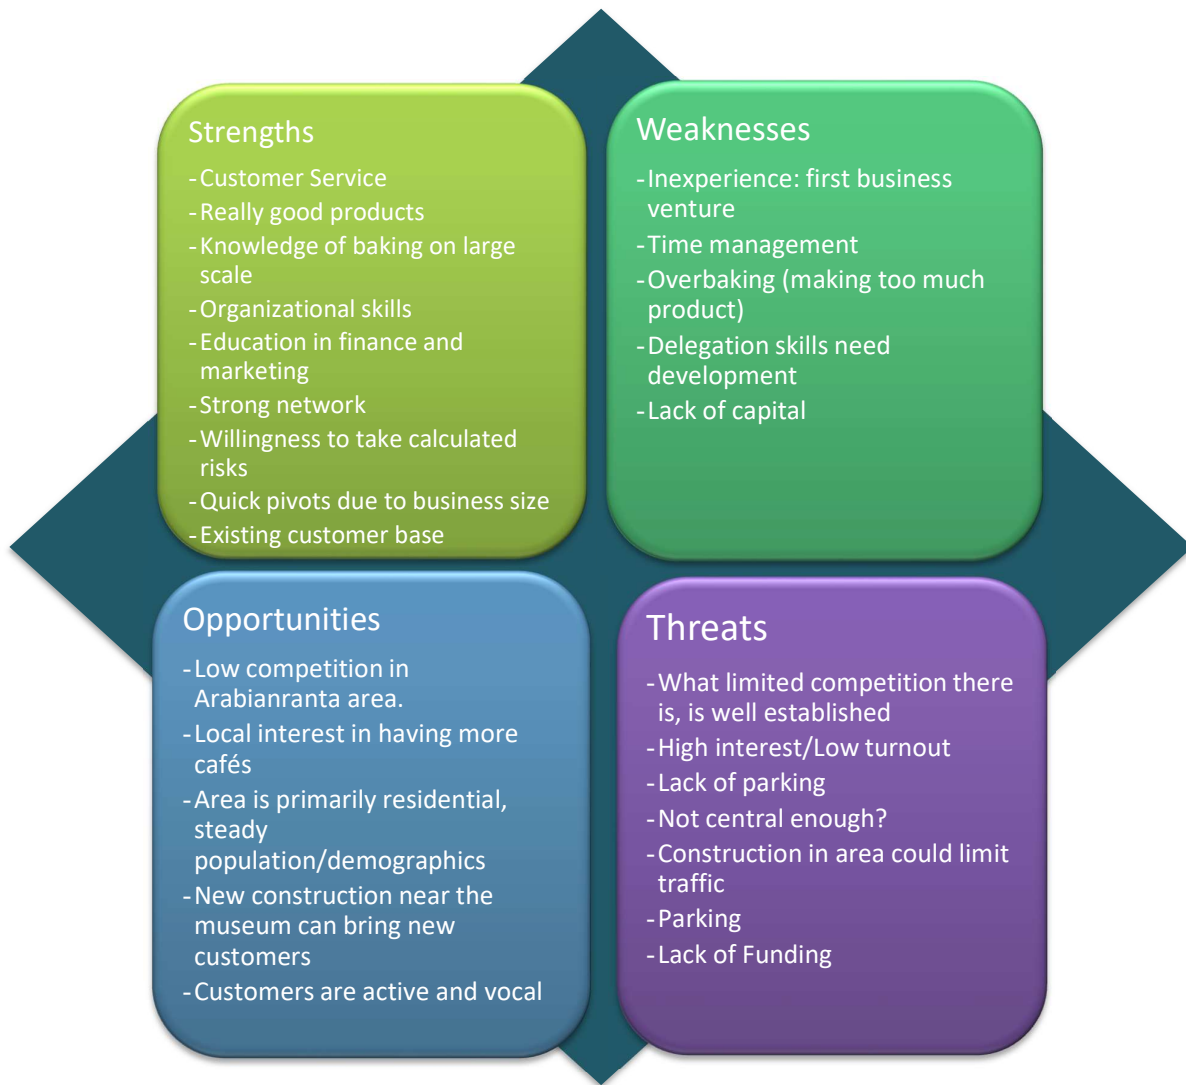 Strengths
-Customer Service
-Really good products
-Knowledge of baking on large
scale
-Organizational skills
-Education in finance and
marketing
-Strong network
-Willingness to take calculated
risks
-Quick pivots due to business size
-Existing customer base
Weaknesses
-Inexperience: first business
venture
-Time management
-Overbaking (making too much
product)
-Delegation skills need
development
-Lack of capital
Opportunities
-Low competition in
Arabianranta area.
-Local interest in having more
cafés
-Area is primarily residential,
steady
population/demographics
-New construction near the
museum can bring new
customers
-Customers are active and vocal
Threats
-What limited competition there
is, is well established
-High interest/Low turnout
-Lack of parking
-Not central enough?
-Construction in area could limit
traffic
-Parking
-Lack of Funding